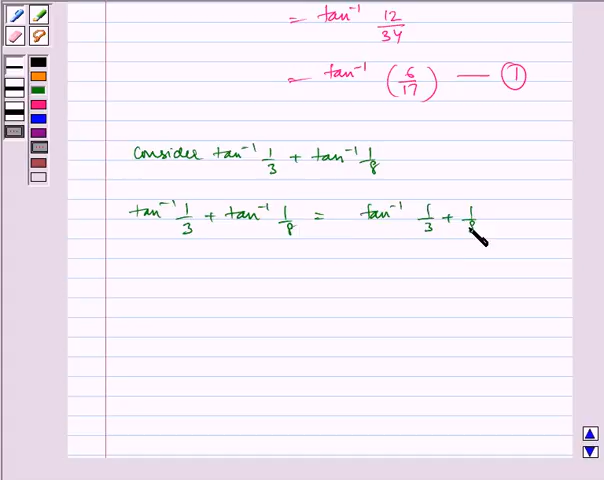 = tan⁻¹ 12/34
= tan⁻¹ (6/17) — ①
Consider tan⁻¹ 1/3 + tan⁻¹ 1/8
tan⁻¹ 1/3 + tan⁻¹ 1/8 = tan⁻¹ 1/3 + 1/8